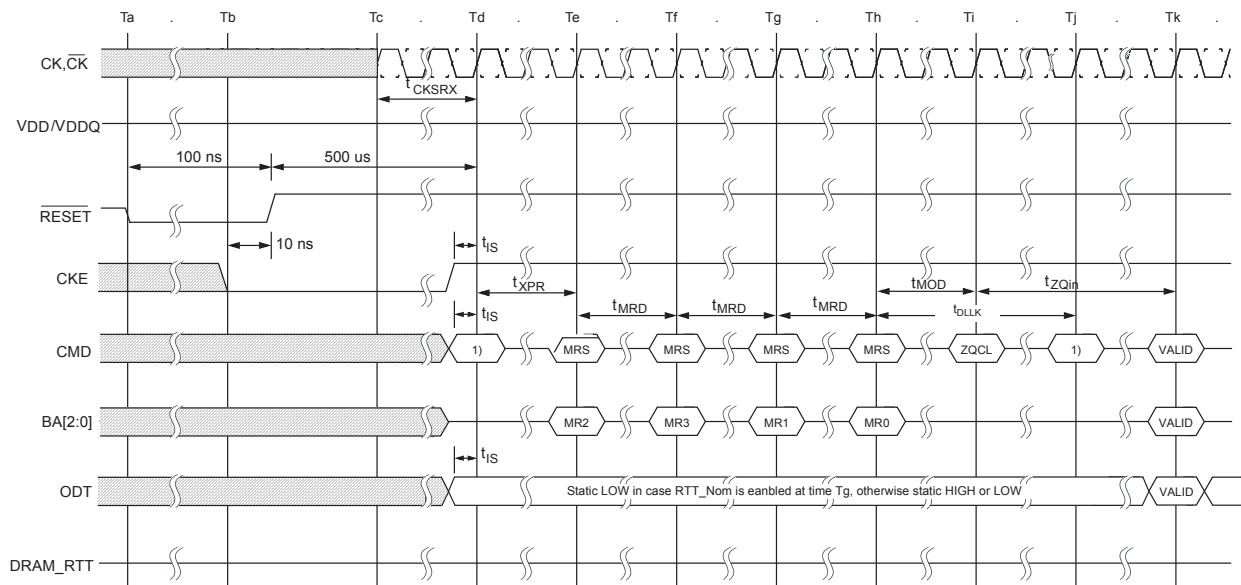 Ta . Tb . Tc . Td . Te . Tf . Tg . Th . Ti . Tj . Tk .
CK,CK
tCKSRX
VDD/VDDQ
100 ns
500 us
RESET
10 ns
tIS
CKE
tXPR
tMOD
tZQin
tMRD
tMRD
tMRD
tDLLK
tIS
CMD
1)
MRS
MRS
MRS
MRS
ZQCL
1)
VALID
BA[2:0]
MR2
MR3
MR1
MR0
VALID
tIS
ODT
Static LOW in case RTT_Nom is eanbled at time Tg, otherwise static HIGH or LOW
VALID
DRAM_RTT